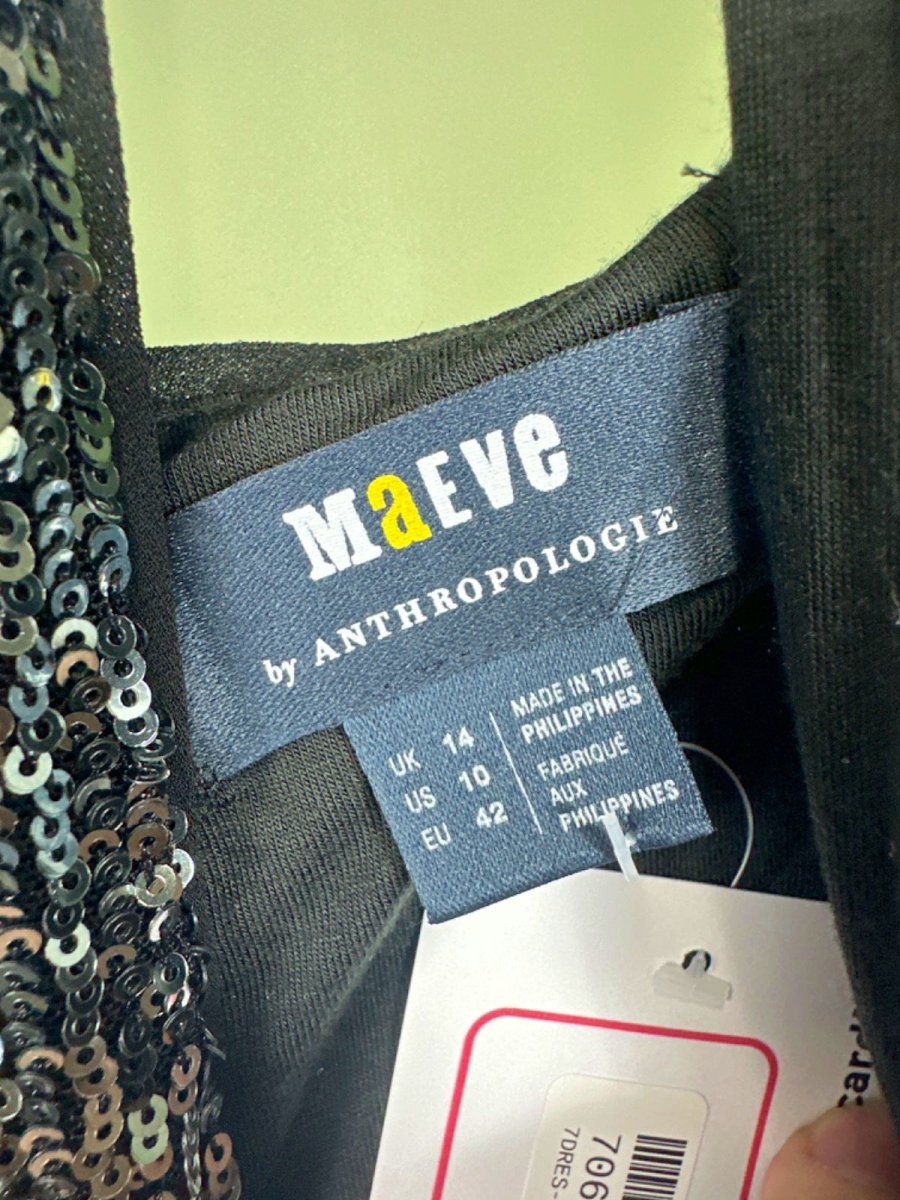 MaEve
by ANTHROPOLOGIE
UK 14
US 10
EU 42
MADE IN THE
PHILIPPINES
FABRIQUÉ
AUX
PHILIPPINES
706
7DRES-